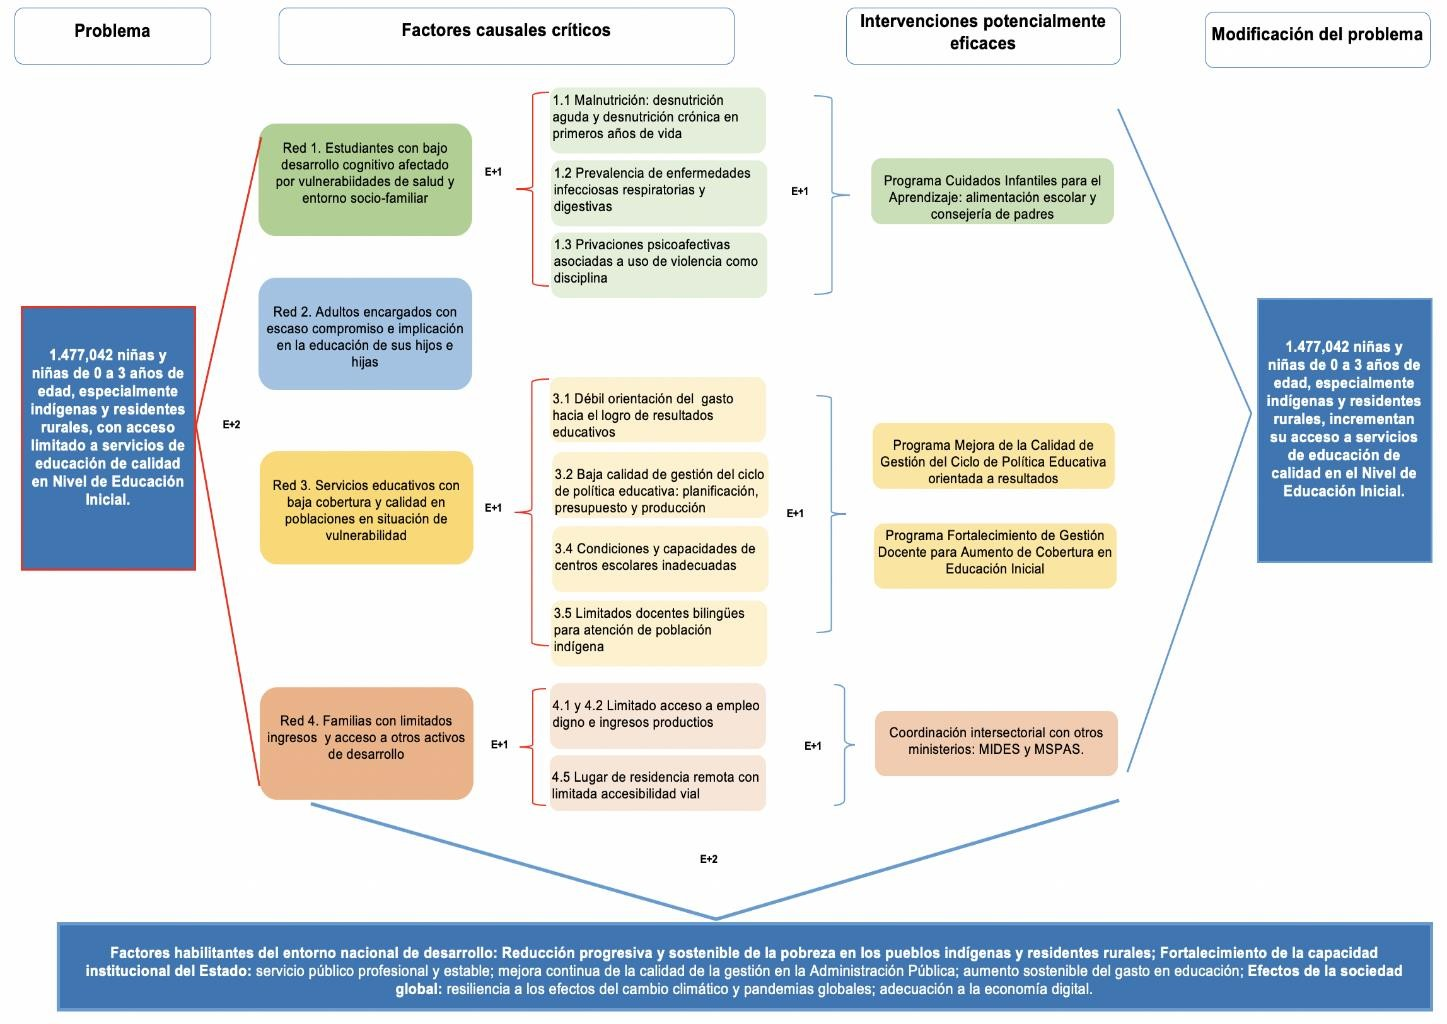 Problema
Factores causales críticos
Intervenciones potencialmente
eficaces
Modificación del problema
1.477,042 niñas y
niñas de 0 a 3 años de
edad, especialmente
indígenas y residentes
rurales, con acceso
limitado a servicios de
educación de calidad
en Nivel de Educación
Inicial.
E+2
Red 1. Estudiantes con bajo
desarrollo cognitivo afectado
por vulnerabiidades de salud y
entorno socio-familiar
E+1
1.1 Malnutrición: desnutrición
aguda y desnutrición crónica en
primeros años de vida
1.2 Prevalencia de enfermedades
infecciosas respiratorias y
digestivas
1.3 Privaciones psicoafectivas
asociadas a uso de violencia como
disciplina
E+1
Programa Cuidados Infantiles para el
Aprendizaje: alimentación escolar y
consejería de padres
Red 2. Adultos encargados con
escaso compromiso e implicación
en la educación de sus hijos e
hijas
Red 3. Servicios educativos con
baja cobertura y calidad en
poblaciones en situación de
vulnerabilidad
E+1
3.1 Débil orientación del gasto
hacia el logro de resultados
educativos
3.2 Baja calidad de gestión del ciclo
de política educativa: planificación,
presupuesto y producción
3.4 Condiciones y capacidades de
centros escolares inadecuadas
3.5 Limitados docentes bilingües
para atención de población
indígena
E+1
Programa Mejora de la Calidad de
Gestión del Ciclo de Política Educativa
orientada a resultados
Programa Fortalecimiento de Gestión
Docente para Aumento de Cobertura en
Educación Inicial
Red 4. Familias con limitados
ingresos y acceso a otros activos
de desarrollo
E+1
4.1 y 4.2 Limitado acceso a empleo
digno e ingresos productios
4.5 Lugar de residencia remota con
limitada accesibilidad vial
E+1
Coordinación intersectorial con otros
ministerios: MIDES y MSPAS.
1.477,042 niñas y
niñas de 0 a 3 años de
edad, especialmente
indígenas y residentes
rurales, incrementan
su acceso a servicios
de educación de
calidad en el Nivel de
Educación Inicial.
E+2
Factores habilitantes del entorno nacional de desarrollo: Reducción progresiva y sostenible de la pobreza en los pueblos indígenas y residentes rurales; Fortalecimiento de la capacidad
institucional del Estado: servicio público profesional y estable; mejora continua de la calidad de la gestión en la Administración Pública; aumento sostenible del gasto en educación; Efectos de la sociedad
global: resiliencia a los efectos del cambio climático y pandemias globales; adecuación a la economía digital.